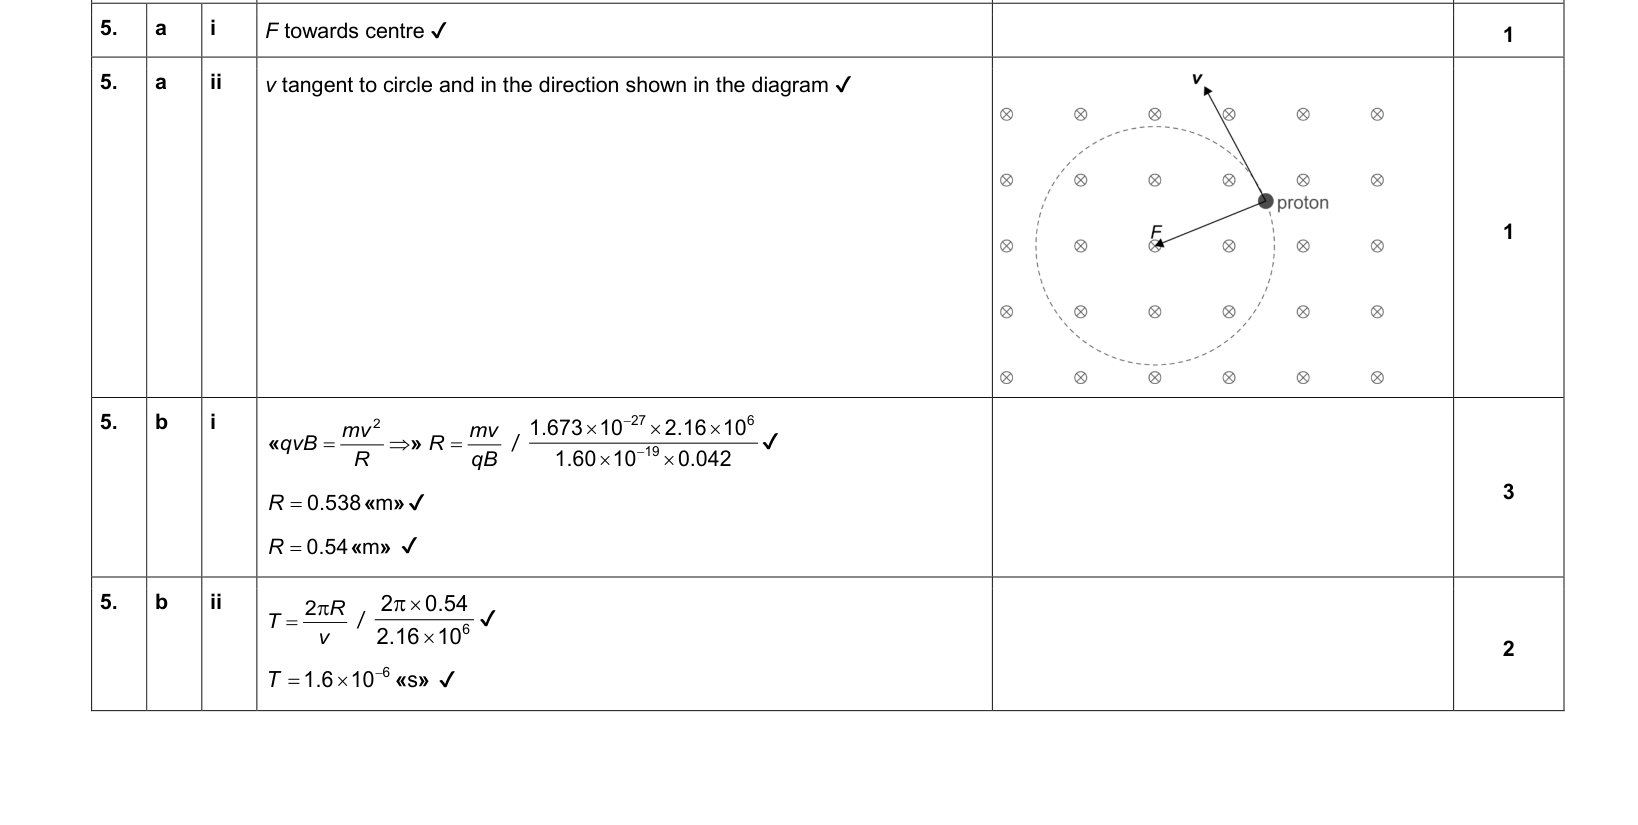 5. a i F towards centre ✓ 1
5. a ii v tangent to circle and in the direction shown in the diagram ✓ 1
v
proton
F
5. b i «qvB = mv²/R ⇒» R = mv/qB / 1.673×10⁻²⁷×2.16×10⁶/1.60×10⁻¹⁹×0.042 ✓ 3
R = 0.538 «m» ✓
R = 0.54 «m» ✓
5. b ii T = 2πR/v / 2π×0.54/2.16×10⁶ ✓ 2
T = 1.6×10⁻⁶ «s» ✓